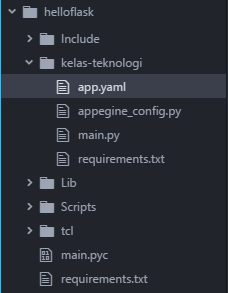 helloflask
Include
kelas-teknologi
app.yaml
appegine_config.py
main.py
requirements.txt
Lib
Scripts
tcl
main.pyc
requirements.txt